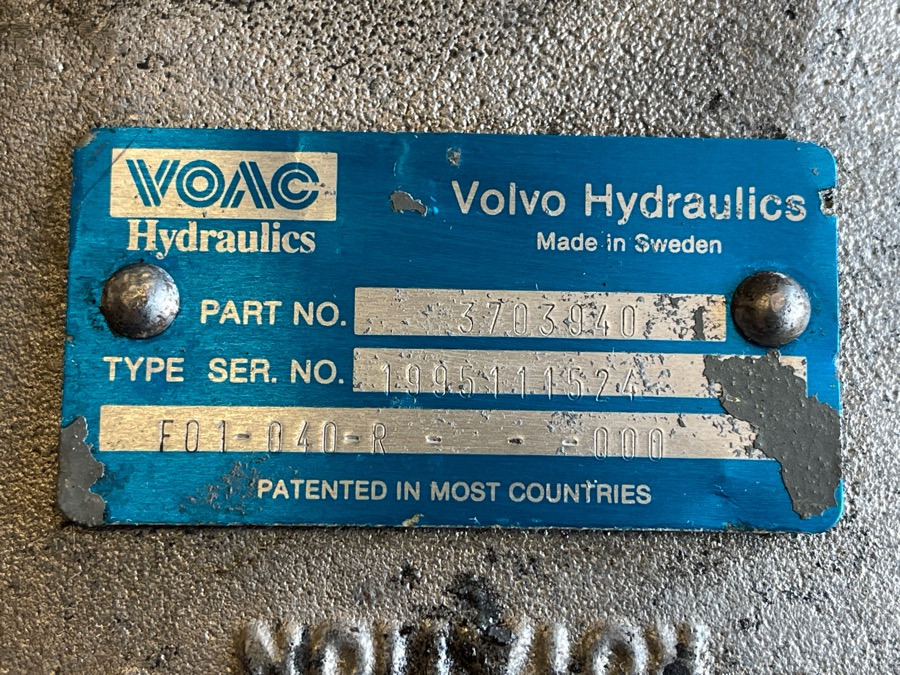 VOAC
Hydraulics
Volvo Hydraulics
Made in Sweden
PART NO. 3703940
TYPE SER. NO. 1995111524
F01-040-R - - -000
PATENTED IN MOST COUNTRIES